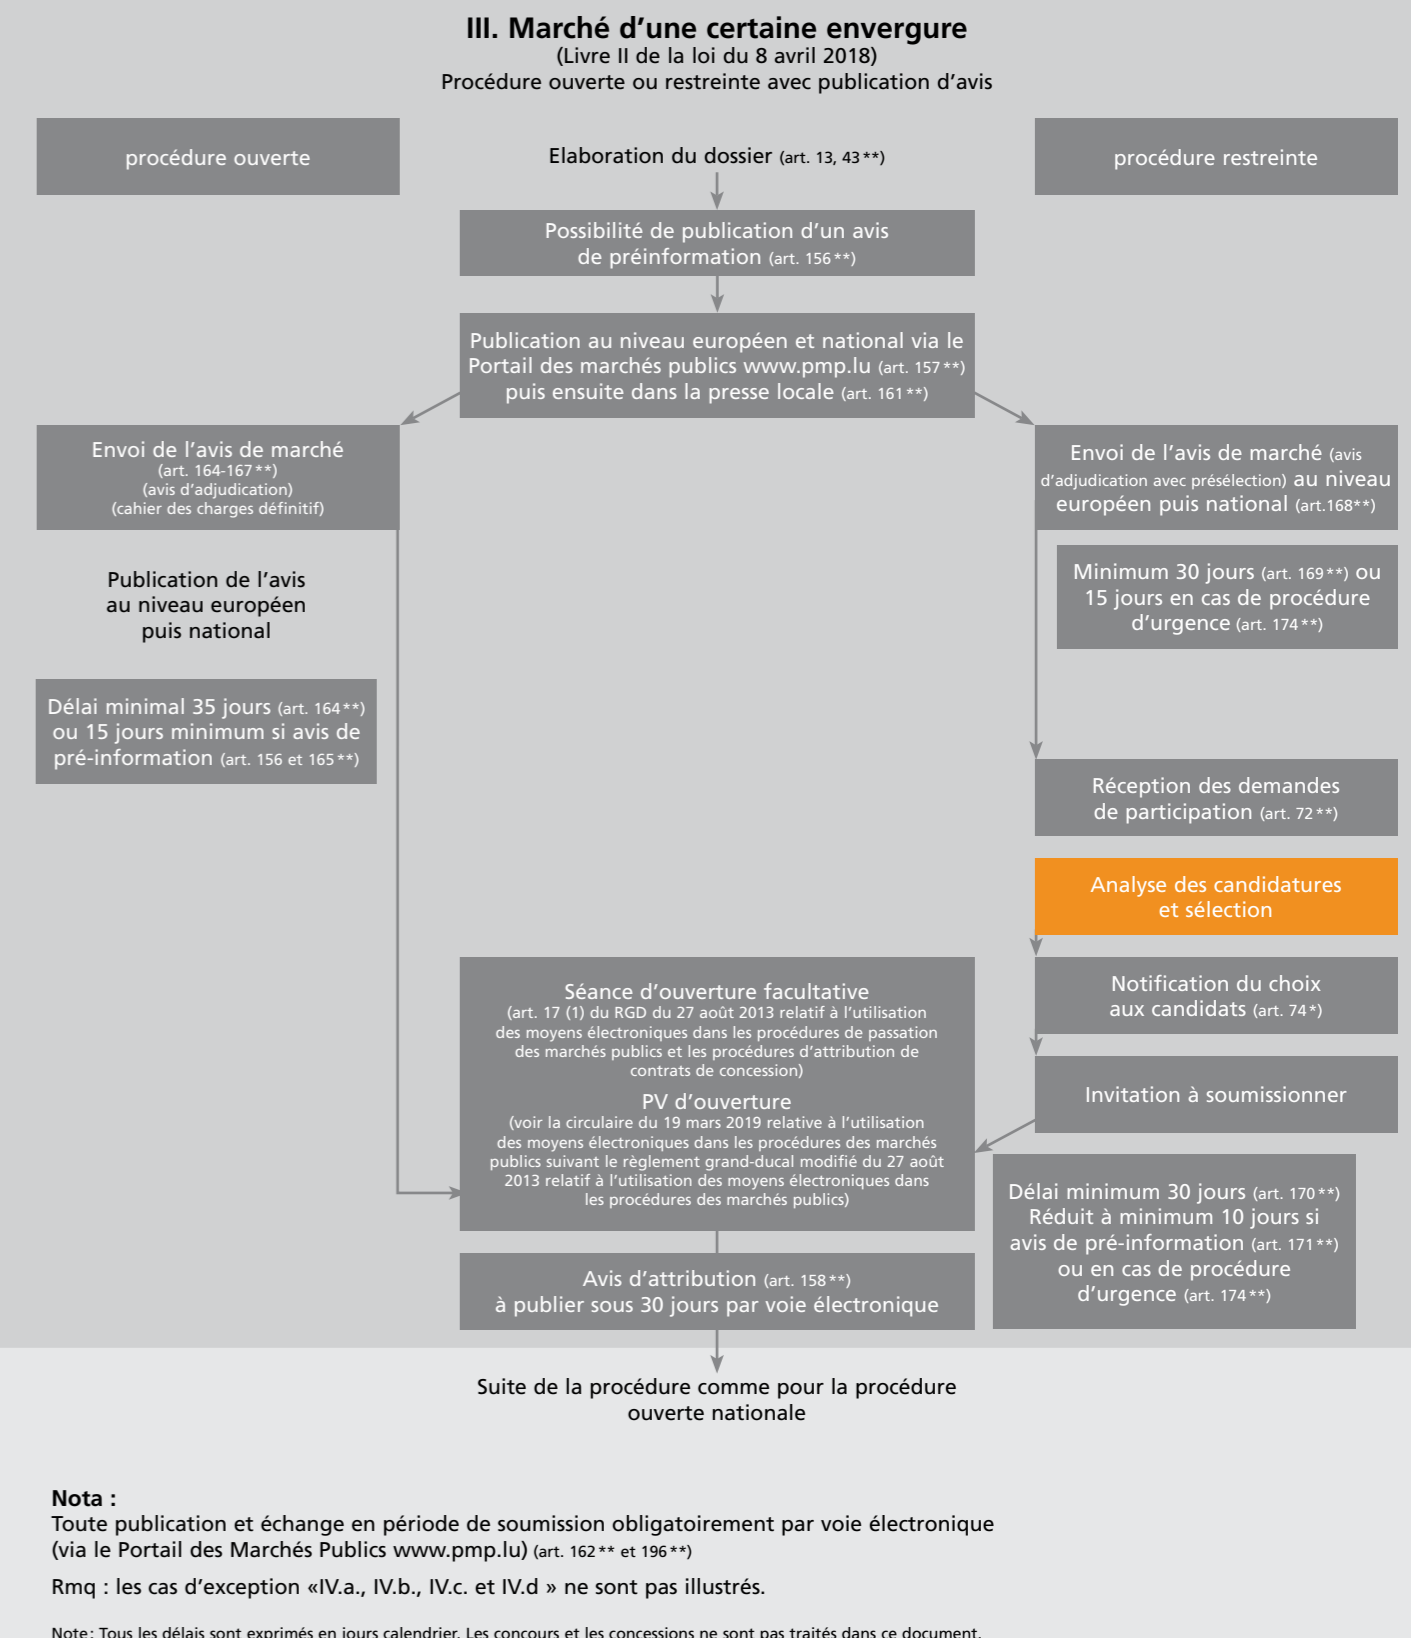 III. Marché d’une certaine envergure
(Livre II de la loi du 8 avril 2018)
Procédure ouverte ou restreinte avec publication d’avis
procédure ouverte
Elaboration du dossier (art. 13, 43**)
procédure restreinte
Possibilité de publication d’un avis
de préinformation (art. 156**)
Publication au niveau européen et national via le
Portail des marchés publics www.pmp.lu (art. 157**)
puis ensuite dans la presse locale (art. 161**)
Envoi de l’avis de marché
(art. 164-167**)
(avis d’adjudication)
(cahier des charges définitif)
Publication de l’avis
au niveau européen
puis national
Délai minimal 35 jours (art. 164**)
ou 15 jours minimum si avis de
pré-information (art. 156 et 165**)
Envoi de l’avis de marché (avis
d’adjudication avec présélection) au niveau
européen puis national (art.168**)
Minimum 30 jours (art. 169**) ou
15 jours en cas de procédure
d’urgence (art. 174**)
Réception des demandes
de participation (art. 72**)
Analyse des candidatures
et sélection
Notification du choix
aux candidats (art. 74*)
Invitation à soumissionner
Délai minimum 30 jours (art. 170**)
Réduit à minimum 10 jours si
avis de pré-information (art. 171**)
ou en cas de procédure
d’urgence (art. 174**)
Séance d’ouverture facultative
(art. 17 (1) du RGD du 27 août 2013 relatif à l’utilisation
des moyens électroniques dans les procédures de passation
des marchés publics et les procédures d’attribution de
contrats de concession)
PV d’ouverture
(voir la circulaire du 19 mars 2019 relative à l’utilisation
des moyens électroniques dans les procédures des marchés
publics suivant le règlement grand-ducal modifié du 27 août
2013 relatif à l’utilisation des moyens électroniques dans
les procédures des marchés publics)
Avis d’attribution (art. 158**)
à publier sous 30 jours par voie électronique
Suite de la procédure comme pour la procédure
ouverte nationale
Nota :
Toute publication et échange en période de soumission obligatoirement par voie électronique
(via le Portail des Marchés Publics www.pmp.lu) (art. 162** et 196**)
Rmq : les cas d’exception «IV.a., IV.b., IV.c. et IV.d » ne sont pas illustrés.
Note: Tous les délais sont exprimés en jours calendrier. Les concours et les concessions ne sont pas traités dans ce document.